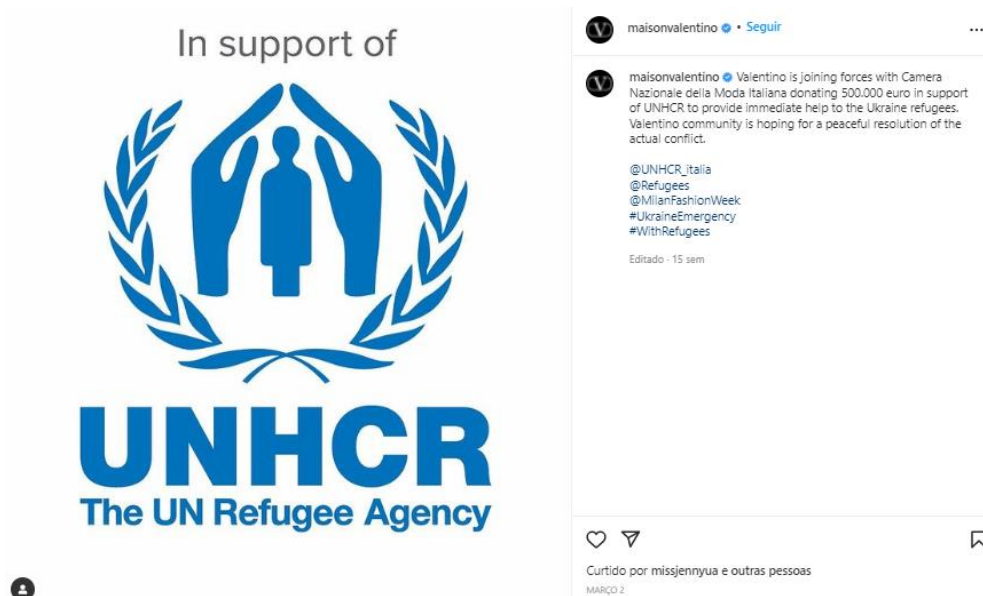 In support of
UNHCR
The UN Refugee Agency
maisonvalentino • Seguir
maisonvalentino Valentino is joining forces with Camera
Nazionale della Moda Italiana donating 500.000 euro in support
of UNHCR to provide immediate help to the Ukraine refugees.
Valentino community is hoping for a peaceful resolution of the
actual conflict.
@UNHCR_italia
@Refugees
@MilanFashionWeek
#UkraineEmergency
#WithRefugees
Editado · 15 sem
Curtido por missjennyua e outras pessoas
MARÇO 2